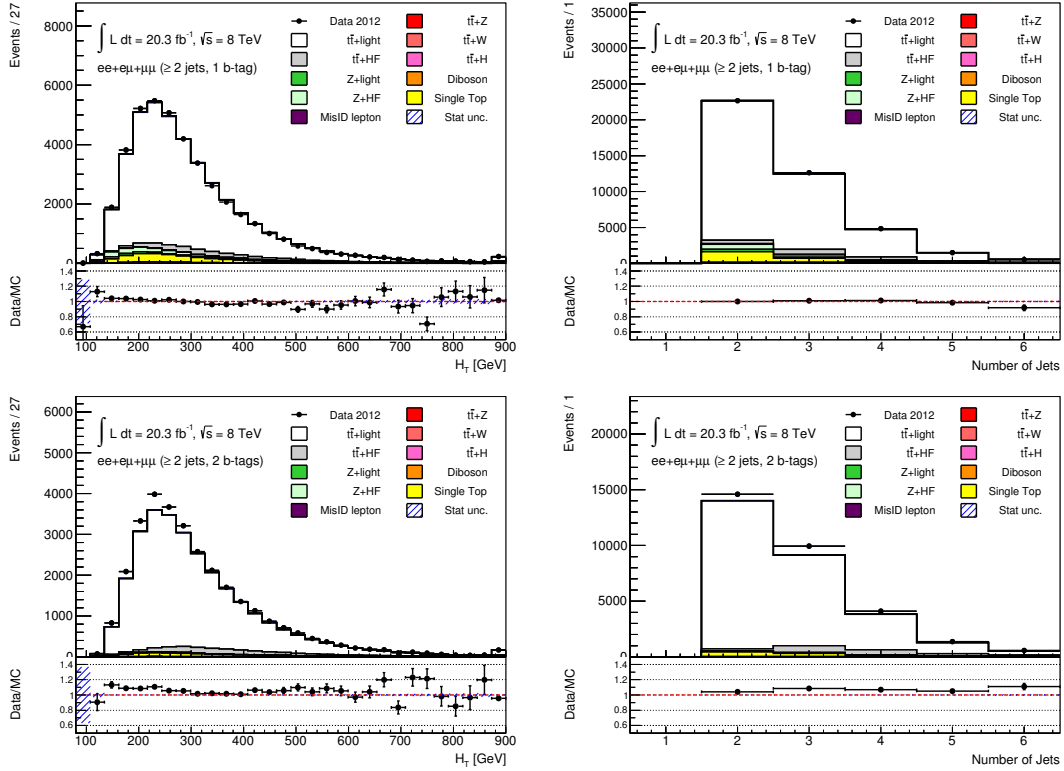 Events / 27
8000
6000
4000
2000
0
∫ L dt = 20.3 fb⁻¹, √s = 8 TeV
ee+eμ+μμ (≥ 2 jets, 1 b-tag)
Data 2012
tt̄+light
tt̄+HF
Z+light
Z+HF
MisID lepton
tt̄+Z
tt̄+W
tt̄+H
Diboson
Single Top
Stat unc.
Data/MC
1.4
1.2
1
0.8
0.6
100 200 300 400 500 600 700 800 900
H_T [GeV]
Events / 1
35000
30000
25000
20000
15000
10000
5000
0
∫ L dt = 20.3 fb⁻¹, √s = 8 TeV
ee+eμ+μμ (≥ 2 jets, 1 b-tag)
Data 2012
tt̄+light
tt̄+HF
Z+light
Z+HF
MisID lepton
tt̄+Z
tt̄+W
tt̄+H
Diboson
Single Top
Stat unc.
Data/MC
1.4
1.2
1
0.8
0.6
1 2 3 4 5 6
Number of Jets
Events / 27
6000
5000
4000
3000
2000
1000
0
∫ L dt = 20.3 fb⁻¹, √s = 8 TeV
ee+eμ+μμ (≥ 2 jets, 2 b-tags)
Data 2012
tt̄+light
tt̄+HF
Z+light
Z+HF
MisID lepton
tt̄+Z
tt̄+W
tt̄+H
Diboson
Single Top
Stat unc.
Data/MC
1.4
1.2
1
0.8
0.6
100 200 300 400 500 600 700 800 900
H_T [GeV]
Events / 1
20000
15000
10000
5000
0
∫ L dt = 20.3 fb⁻¹, √s = 8 TeV
ee+eμ+μμ (≥ 2 jets, 2 b-tags)
Data 2012
tt̄+light
tt̄+HF
Z+light
Z+HF
MisID lepton
tt̄+Z
tt̄+W
tt̄+H
Diboson
Single Top
Stat unc.
Data/MC
1.4
1.2
1
0.8
0.6
1 2 3 4 5 6
Number of Jets